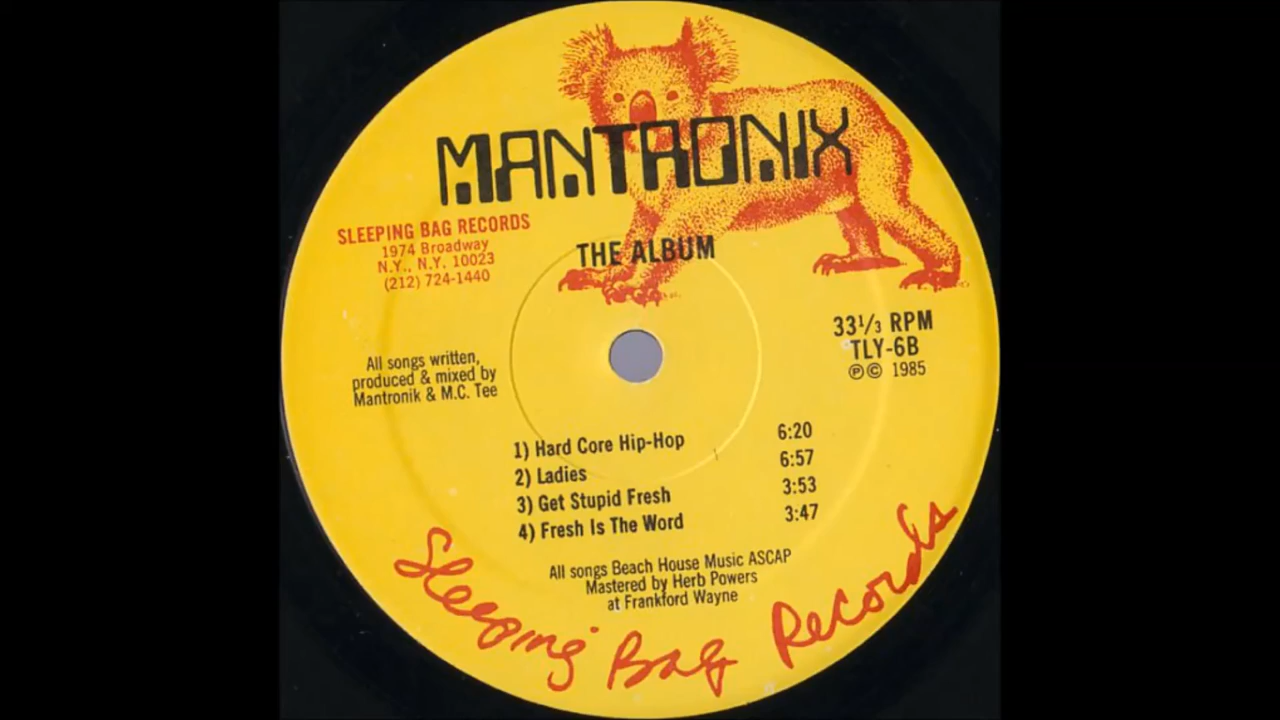 MANTRONIX
SLEEPING BAG RECORDS
1974 Broadway
N.Y., N.Y. 10023
(212) 724-1440
THE ALBUM
33 1/3 RPM
TLY-6B
℗© 1985
All songs written,
produced & mixed by
Mantronik & M.C. Tee
1) Hard Core Hip-Hop 6:20
2) Ladies 6:57
3) Get Stupid Fresh 3:53
4) Fresh Is The Word 3:47
All songs Beach House Music ASCAP
Mastered by Herb Powers
at Frankford Wayne
Sleeping Bag Records